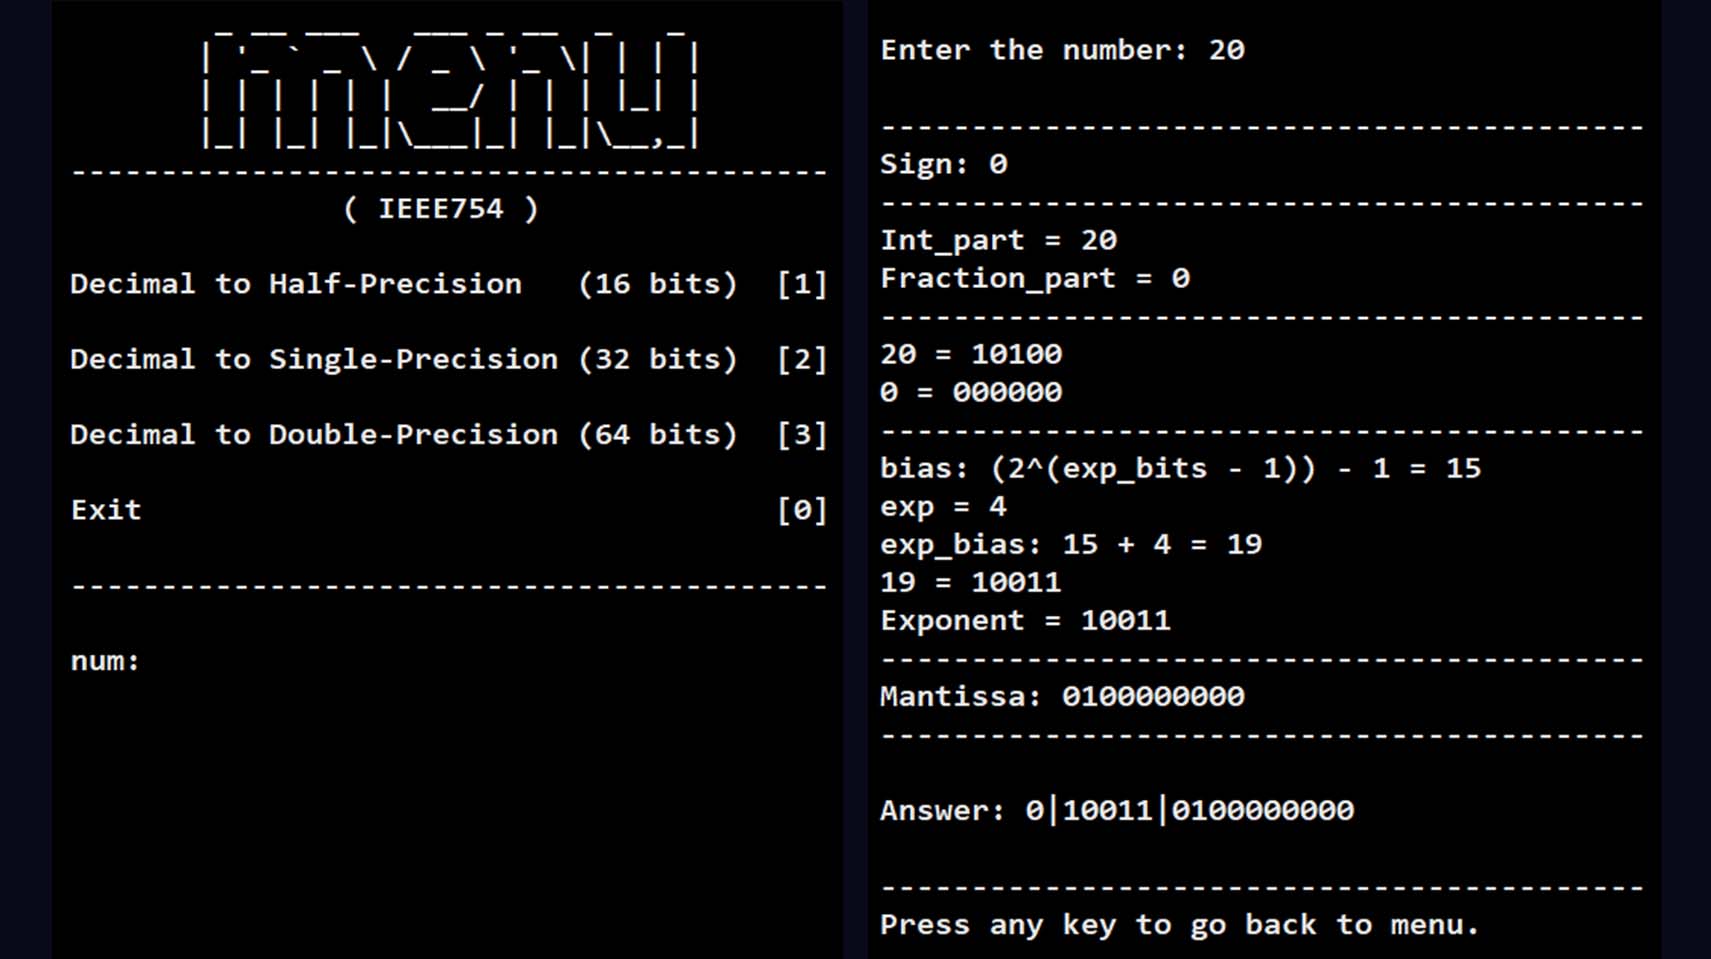 menu
------------------------------------------
( IEEE754 )
Decimal to Half-Precision   (16 bits)  [1]
Decimal to Single-Precision (32 bits)  [2]
Decimal to Double-Precision (64 bits)  [3]
Exit                                   [0]
------------------------------------------
num:
Enter the number: 20
------------------------------------------
Sign: 0
------------------------------------------
Int_part = 20
Fraction_part = 0
------------------------------------------
20 = 10100
0 = 000000
------------------------------------------
bias: (2^(exp_bits - 1)) - 1 = 15
exp = 4
exp_bias: 15 + 4 = 19
19 = 10011
Exponent = 10011
------------------------------------------
Mantissa: 0100000000
------------------------------------------
Answer: 0|10011|0100000000
------------------------------------------
Press any key to go back to menu.